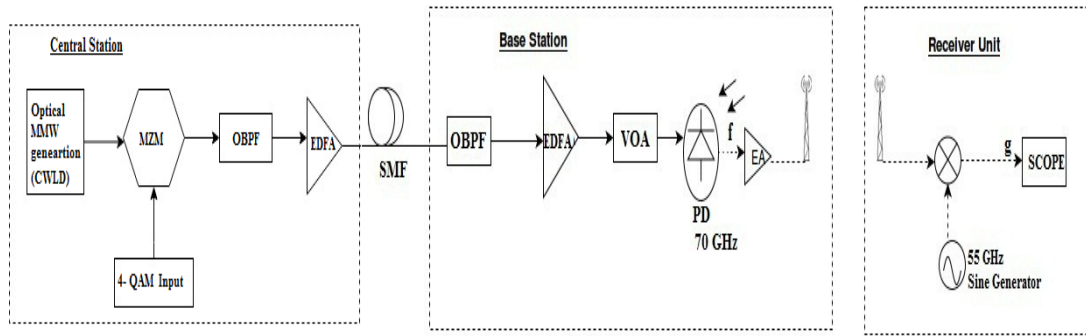 Central Station
Optical
MMW
geneartion
(CWLD)
MZM
OBPF
EDFA
4- QAM Input
SMF
Base Station
OBPF
EDFA
VOA
f
EA
PD
70 GHz
Receiver Unit
g
SCOPE
55 GHz
Sine Generator